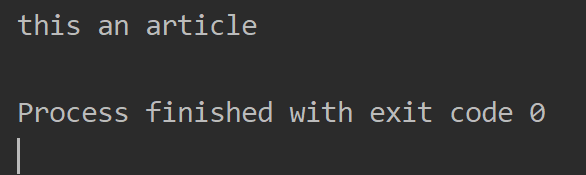 this an article
Process finished with exit code 0